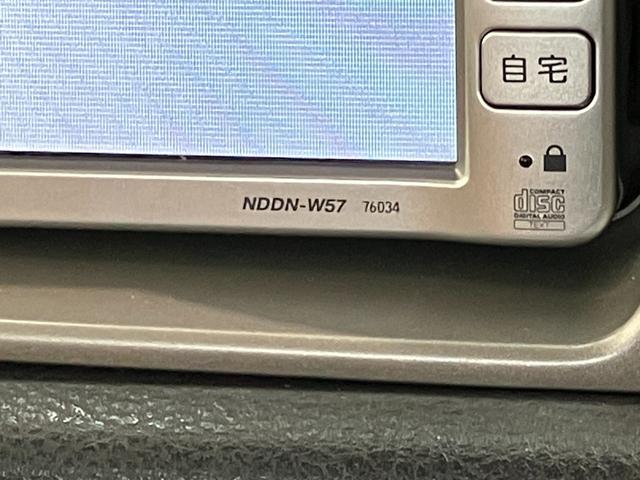 自宅
NDDN-W57 76034
COMPACT
disc
DIGITAL AUDIO
TEXT